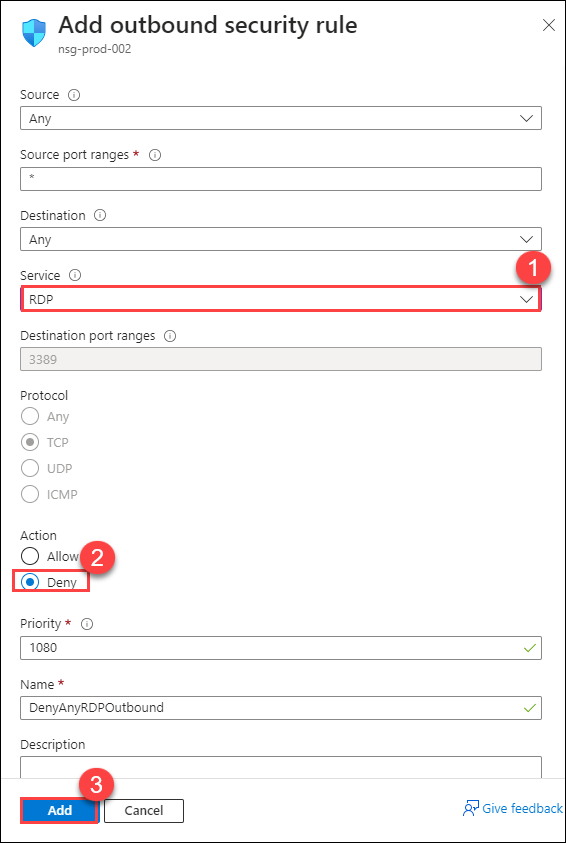 Add outbound security rule
nsg-prod-002
Source
Any
Source port ranges *
*
Destination
Any
Service
1
RDP
Destination port ranges
3389
Protocol
Any
TCP
UDP
ICMP
Action
Allow
2
Deny
Priority *
1080
Name *
DenyAnyRDPOutbound
Description
3
Add Cancel Give feedback